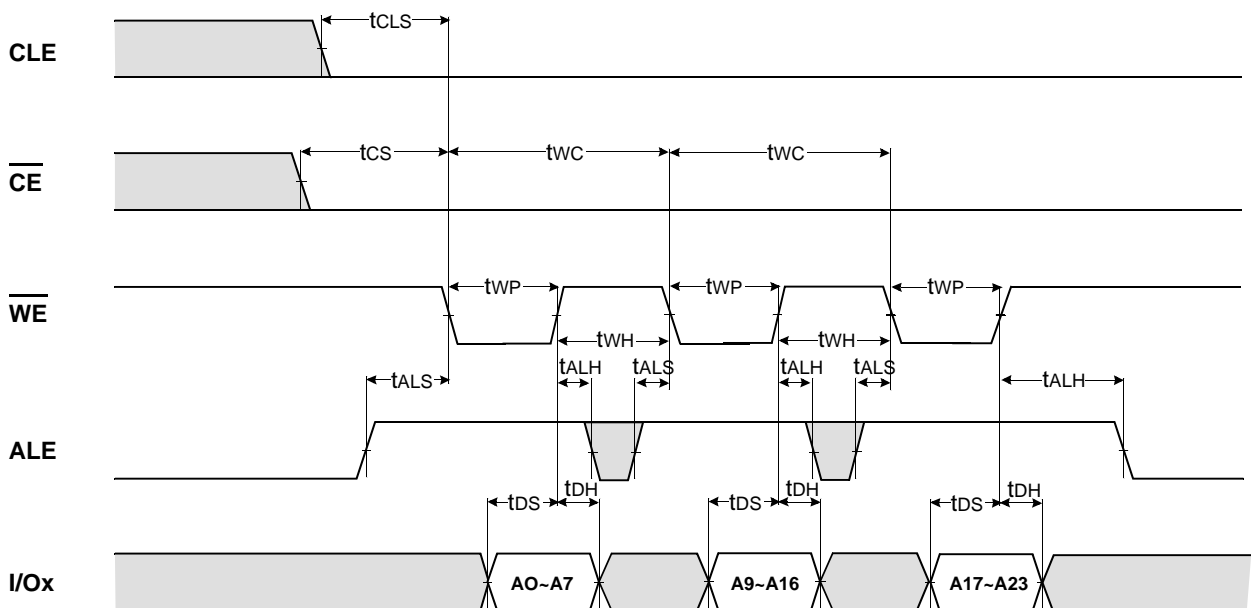 tCLS
CLE
tCS tWC tWC
CE
tWP tWP tWP
WE
tWH tWH
tALS tALH tALS tALH tALS tALH
ALE
tDS tDH tDS tDH tDS tDH
I/Ox AO~A7 A9~A16 A17~A23